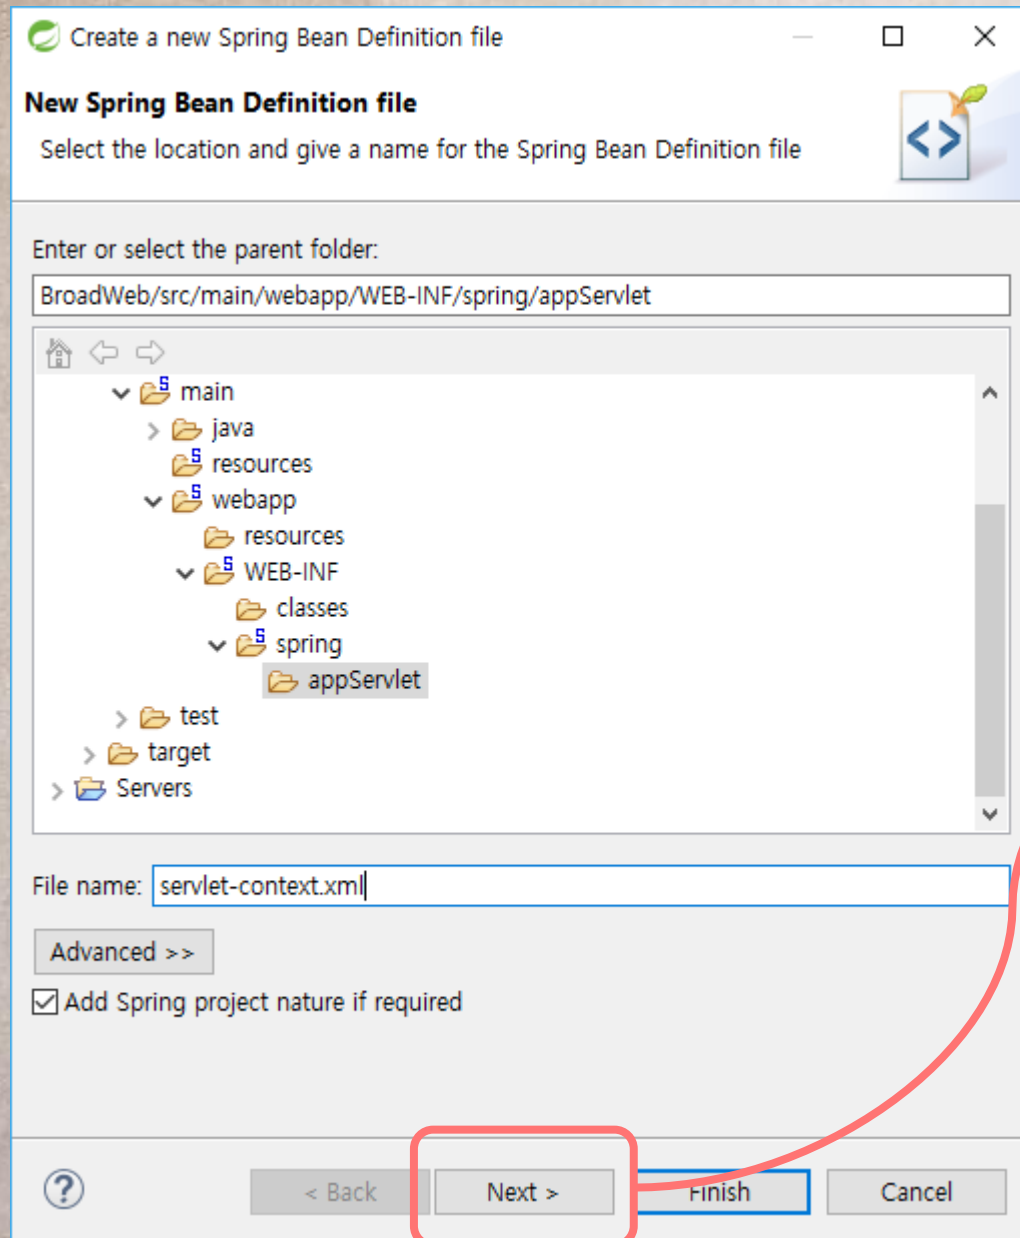 Create a new Spring Bean Definition file
New Spring Bean Definition file
Select the location and give a name for the Spring Bean Definition file
Enter or select the parent folder:
BroadWeb/src/main/webapp/WEB-INF/spring/appServlet
main
java
resources
webapp
resources
WEB-INF
classes
spring
appServlet
test
target
Servers
File name: servlet-context.xml
Advanced >>
Add Spring project nature if required
< Back Next > Finish Cancel